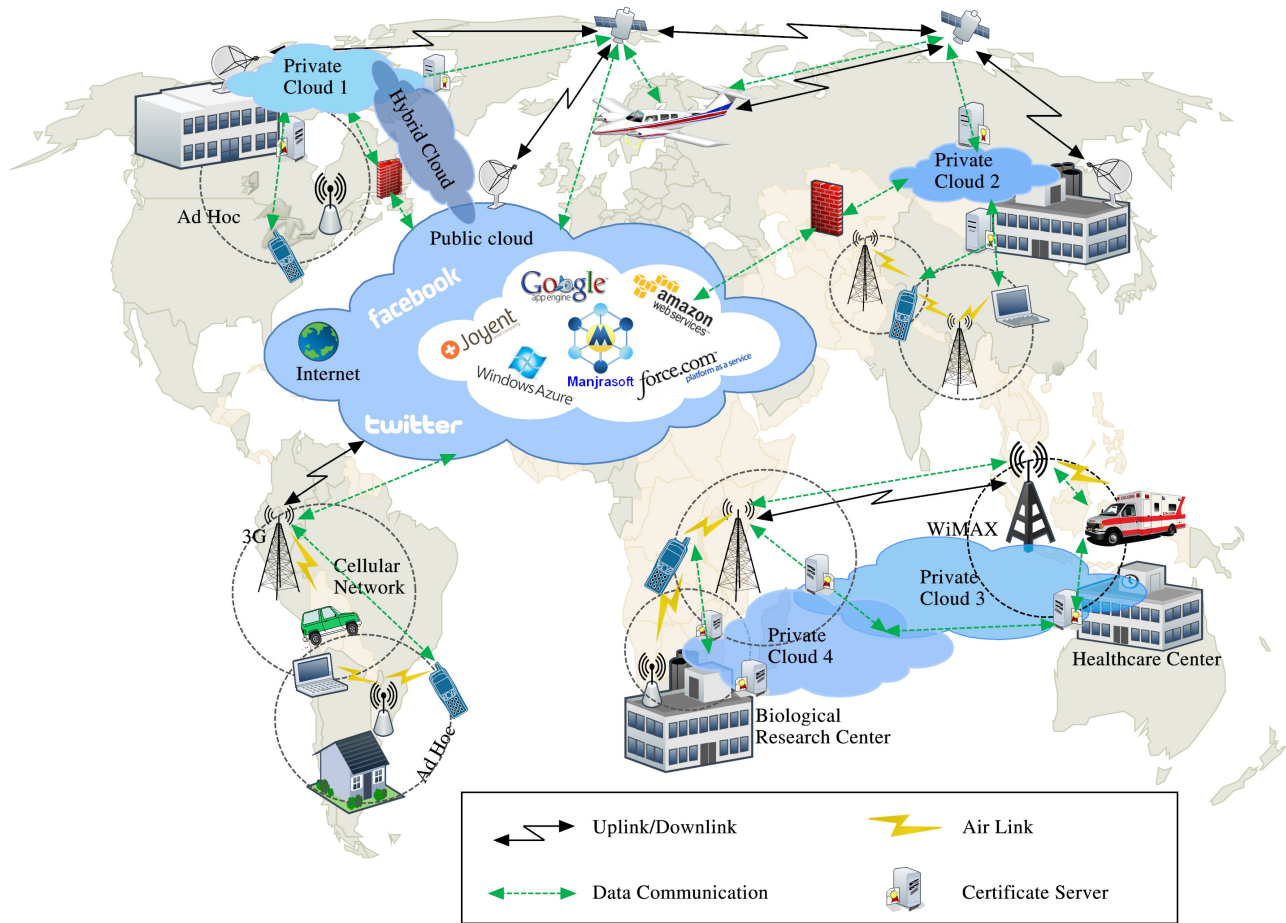 Private
Cloud 1
Hybrid Cloud
Ad Hoc
Public cloud
Private
Cloud 2
facebook
Google
app engine
amazon
web services™
Joyent
Internet
Windows Azure
Manjrasoft
force.com
platform as a service
twitter
3G
Cellular
Network
WiMAX
Private
Cloud 3
Private
Cloud 4
Healthcare Center
Biological
Research Center
Ad Hoe
Uplink/Downlink
Air Link
Data Communication
Certificate Server